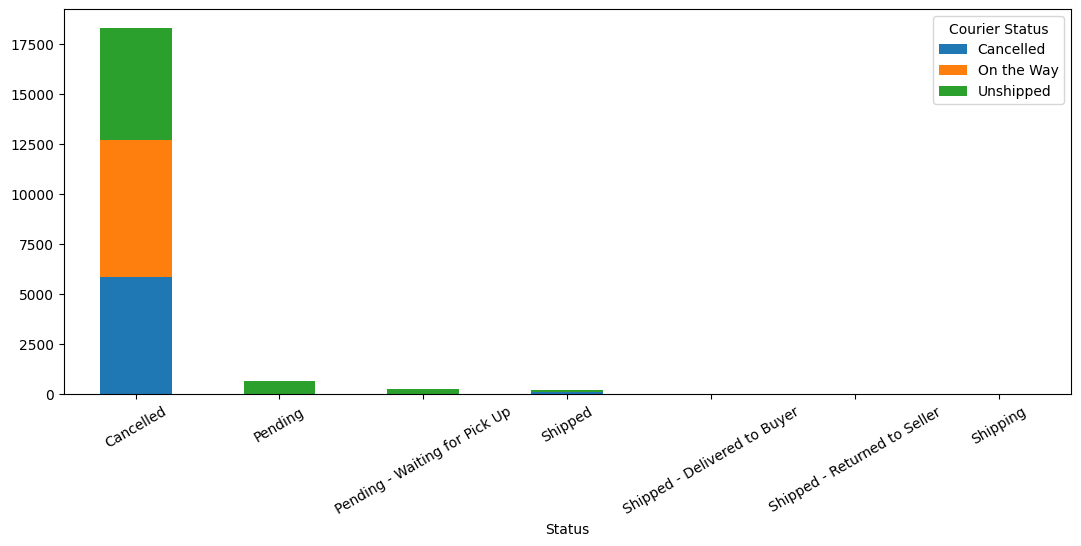 17500
15000
12500
10000
7500
5000
2500
0
Courier Status
Cancelled
On the Way
Unshipped
Cancelled
Pending
Pending - Waiting for Pick Up
Shipped
Shipped - Delivered to Buyer
Shipped - Returned to Seller
Shipping
Status